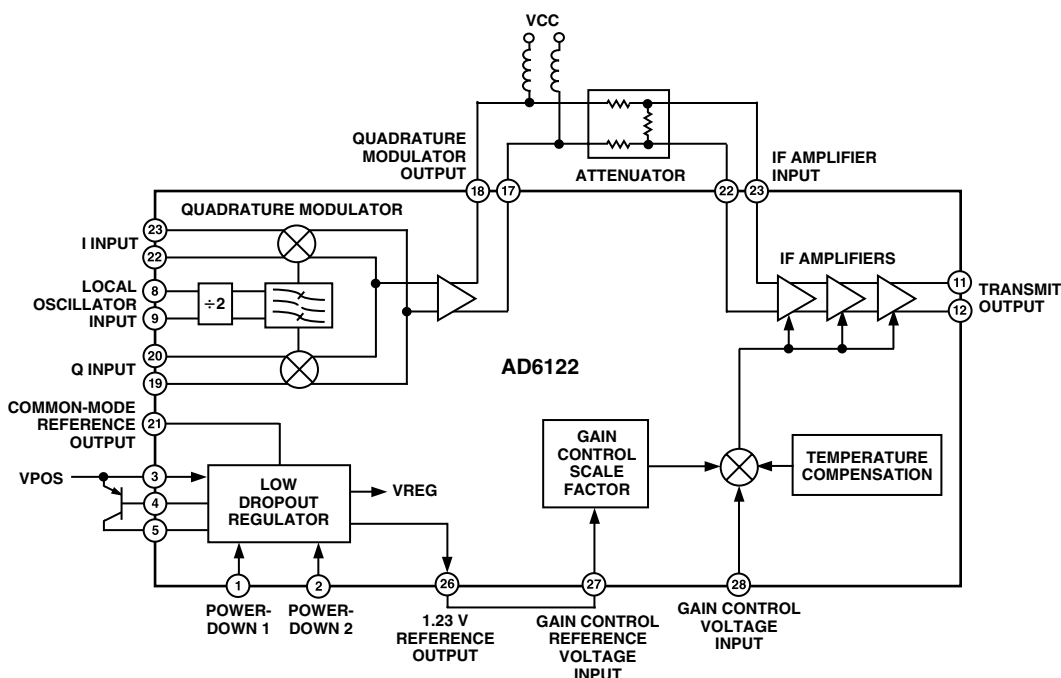 VCC
QUADRATURE
MODULATOR
OUTPUT
ATTENUATOR
IF AMPLIFIER
INPUT
18
17
22
23
QUADRATURE MODULATOR
23
I INPUT
22
LOCAL
OSCILLATOR
INPUT
8
9
÷2
20
Q INPUT
19
IF AMPLIFIERS
11
TRANSMIT
OUTPUT
12
AD6122
COMMON-MODE
REFERENCE
OUTPUT
21
VPOS
3
4
5
LOW
DROPOUT
REGULATOR
VREG
GAIN
CONTROL
SCALE
FACTOR
TEMPERATURE
COMPENSATION
1
2
26
27
28
POWER-
DOWN 1
POWER-
DOWN 2
1.23 V
REFERENCE
OUTPUT
GAIN CONTROL
REFERENCE
VOLTAGE
INPUT
GAIN CONTROL
VOLTAGE
INPUT